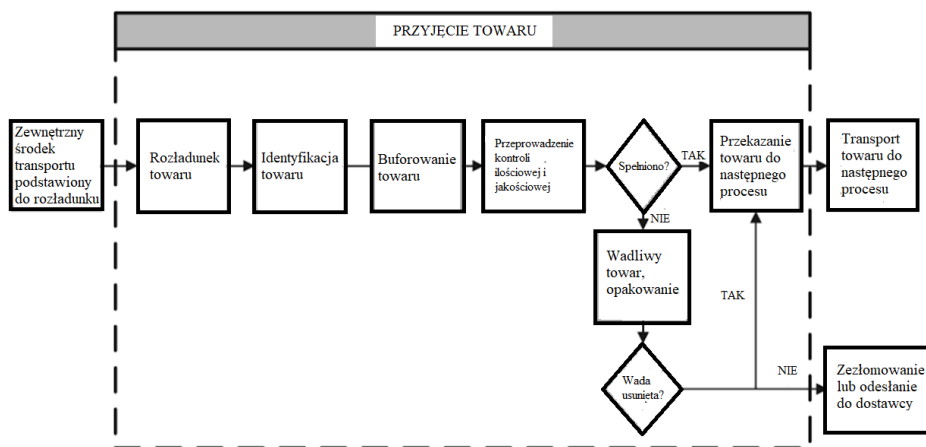 PRZYJĘCIE TOWARU
Zewnętrzny
środek
transportu
podstawiony
do rozładunku
Rozładunek
towaru
Identyfikacja
towaru
Buforowanie
towaru
Przeprowadzenie
kontroli
ilościowej i
jakościowej
Spełniono?
TAK
Przekazanie
towaru do
następnego
procesu
Transport
towaru do
następnego
procesu
NIE
Wadliwy
towar,
opakowanie
TAK
Wada
usunięta?
NIE
Zezłomowanie
lub odesłanie
do dostawcy